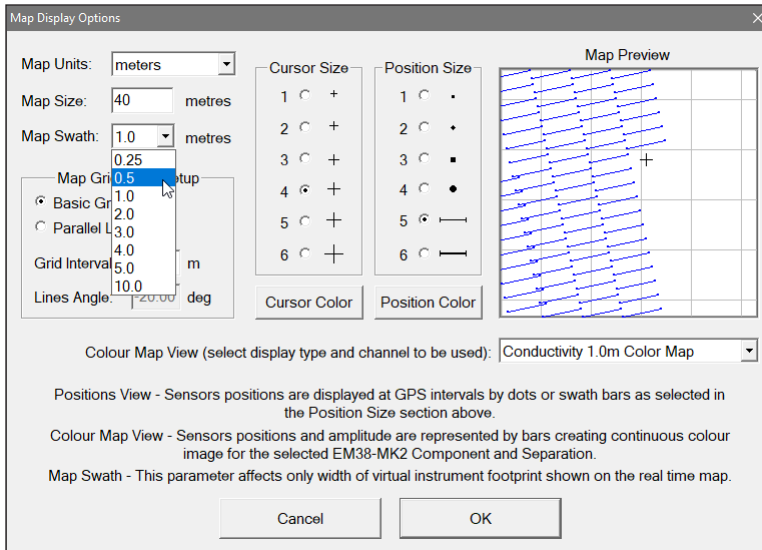 Map Display Options
Map Units: meters
Map Size: 40 metres
Map Swath: 1.0 metres
0.25
0.5
1.0
2.0
3.0
4.0
5.0
10.0
Map Gri etup
Basic Gr
Parallel L
Grid Interval m
Lines Angle: -20.00 deg
Cursor Size
1
2
3
4
5
6
Cursor Color
Position Size
1
2
3
4
5
6
Position Color
Map Preview
Colour Map View (select display type and channel to be used): Conductivity 1.0m Color Map
Positions View - Sensors positions are displayed at GPS intervals by dots or swath bars as selected in
the Position Size section above.
Colour Map View - Sensors positions and amplitude are represented by bars creating continuous colour
image for the selected EM38-MK2 Component and Separation.
Map Swath - This parameter affects only width of virtual instrument footprint shown on the real time map.
Cancel
OK